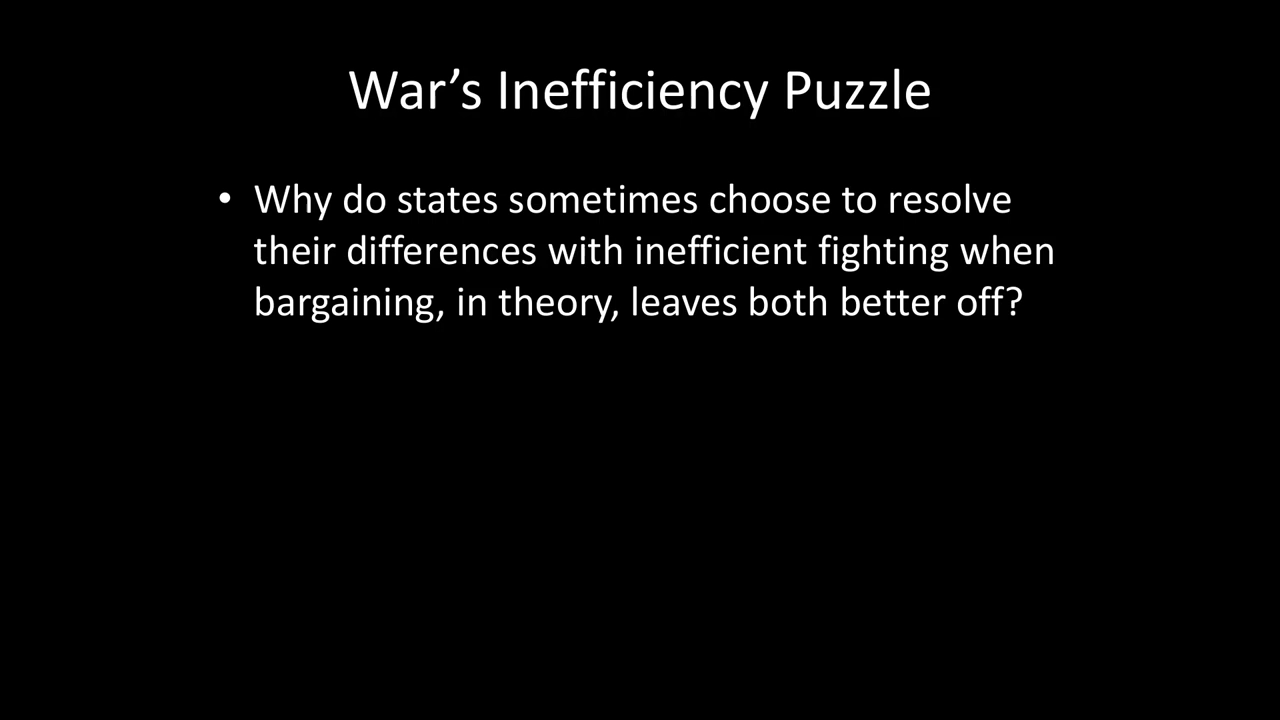 War’s Inefficiency Puzzle
• Why do states sometimes choose to resolve
their differences with inefficient fighting when
bargaining, in theory, leaves both better off?